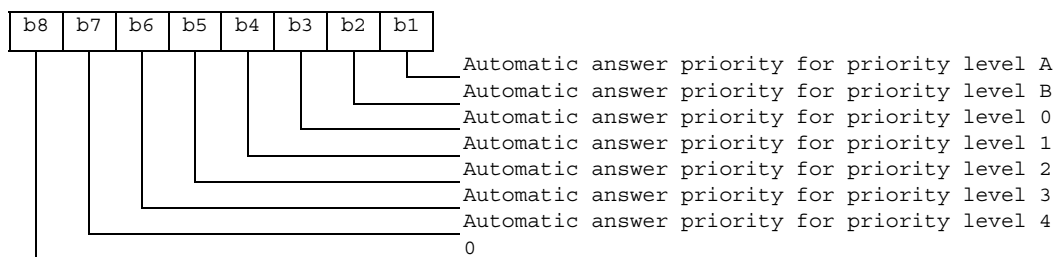 b8 b7 b6 b5 b4 b3 b2 b1
Automatic answer priority for priority level A
Automatic answer priority for priority level B
Automatic answer priority for priority level 0
Automatic answer priority for priority level 1
Automatic answer priority for priority level 2
Automatic answer priority for priority level 3
Automatic answer priority for priority level 4
0